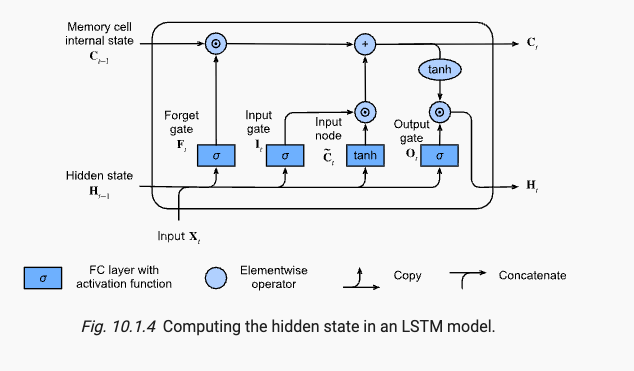 Memory cell
internal state
C_{t−1}
C_t
tanh
Forget
gate
F_t
Input
gate
I_t
Input
node
C̃_t
Output
gate
O_t
σ
σ
tanh
σ
Hidden state
H_{t−1}
H_t
Input X_t
σ
FC layer with
activation function
Elementwise
operator
Copy
Concatenate
Fig. 10.1.4 Computing the hidden state in an LSTM model.